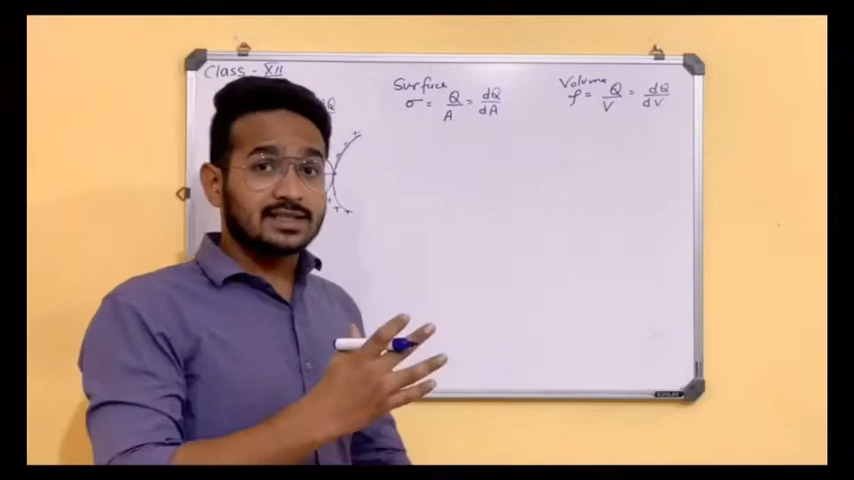 Class - XII
Surface
σ = Q/A = dQ/dA
Volume
ρ = Q/V = dQ/dV